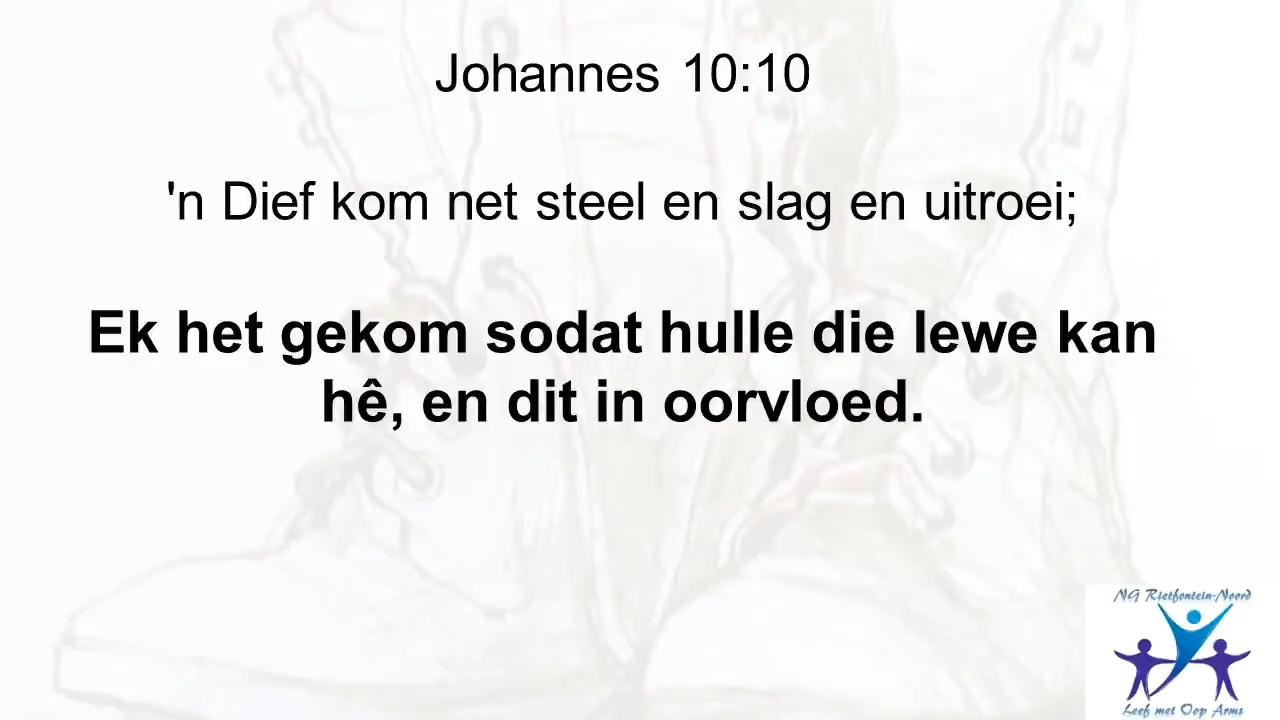 Johannes 10:10
'n Dief kom net steel en slag en uitroei;
Ek het gekom sodat hulle die lewe kan
hê, en dit in oorvloed.
NG Rietfontein-Noord
Leef met Oop Arms